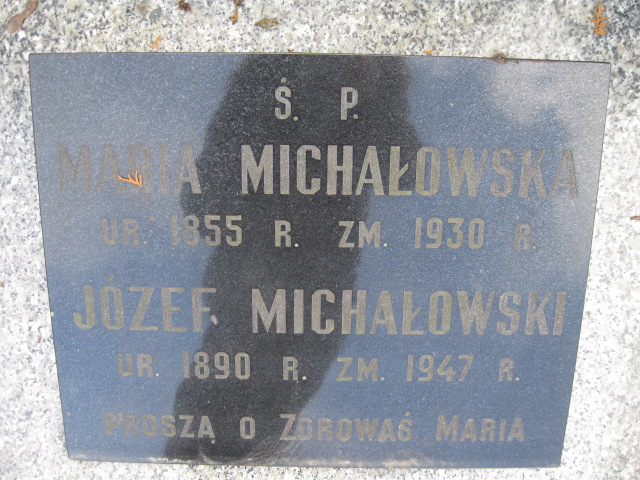 Ś. P.
MARIA MICHAŁOWSKA
UR. 1855 R. ZM. 1930 R.
JÓZEF MICHAŁOWSKI
UR. 1890 R. ZM. 1947 R.
PROSZĄ O ZDROWAŚ MARIA